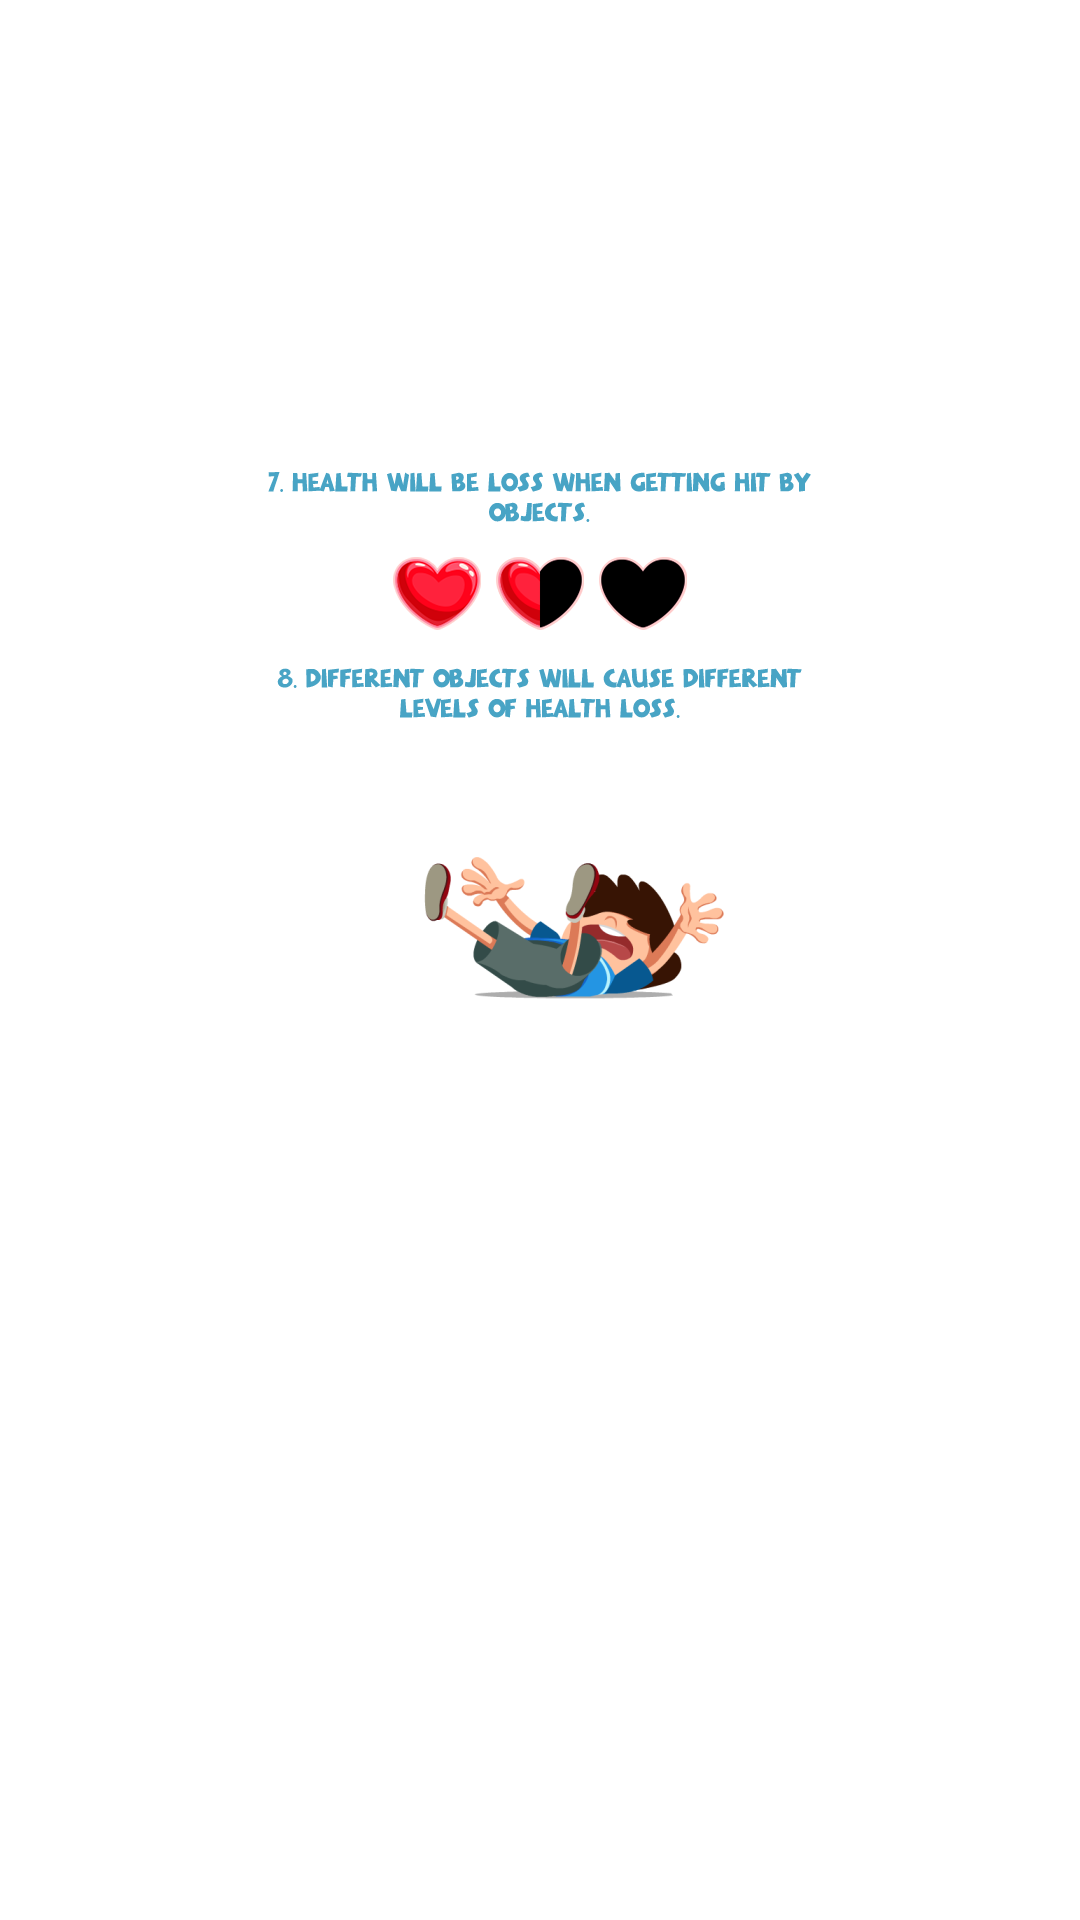 7. HEALTH WILL BE LOSS WHEN GETTING HIT BY
OBJECTS.
8. DIFFERENT OBJECTS WILL CAUSE DIFFERENT
LEVELS OF HEALTH LOSS.